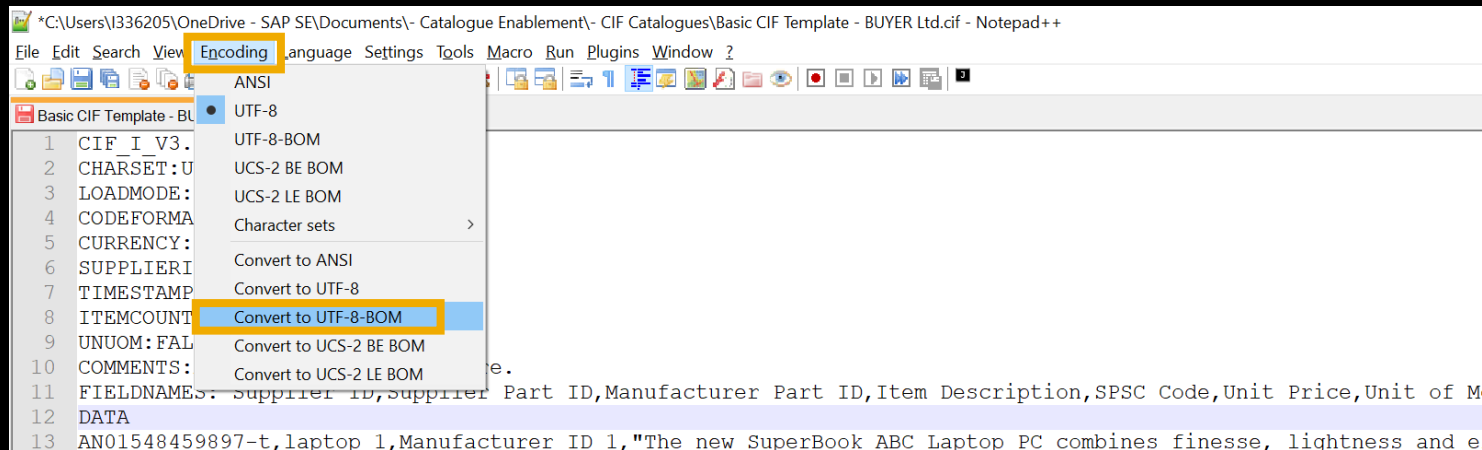 *C:\Users\I336205\OneDrive - SAP SE\Documents\- Catalogue Enablement\- CIF Catalogues\Basic CIF Template - BUYER Ltd.cif - Notepad++
File Edit Search View Encoding Language Settings Tools Macro Run Plugins Window ?
Basic CIF Template - BU
ANSI
UTF-8
UTF-8-BOM
UCS-2 BE BOM
UCS-2 LE BOM
Character sets
Convert to ANSI
Convert to UTF-8
Convert to UTF-8-BOM
Convert to UCS-2 BE BOM
Convert to UCS-2 LE BOM
1 CIF_I_V3.
2 CHARSET:U
3 LOADMODE:
4 CODEFORMA
5 CURRENCY:
6 SUPPLIERI
7 TIMESTAMP
8 ITEMCOUNT
9 UNUOM:FAL
10 COMMENTS: e.
11 FIELDNAMES: Supplier ID,Supplier Part ID,Manufacturer Part ID,Item Description,SPSC Code,Unit Price,Unit of M
12 DATA
13 AN01548459897-t,laptop 1,Manufacturer ID 1,"The new SuperBook ABC Laptop PC combines finesse, lightness and e